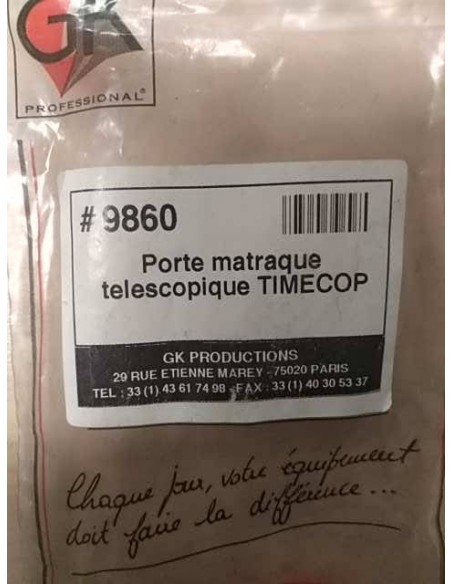 GK
PROFESSIONAL®
#9860
Porte matraque
telescopique TIMECOP
GK PRODUCTIONS
29 RUE ETIENNE MAREY - 75020 PARIS
TEL : 33 (1) 43 61 74 98 - FAX : 33 (1) 40 30 53 37
Chaque jour, votre équipement
doit faire la différence...